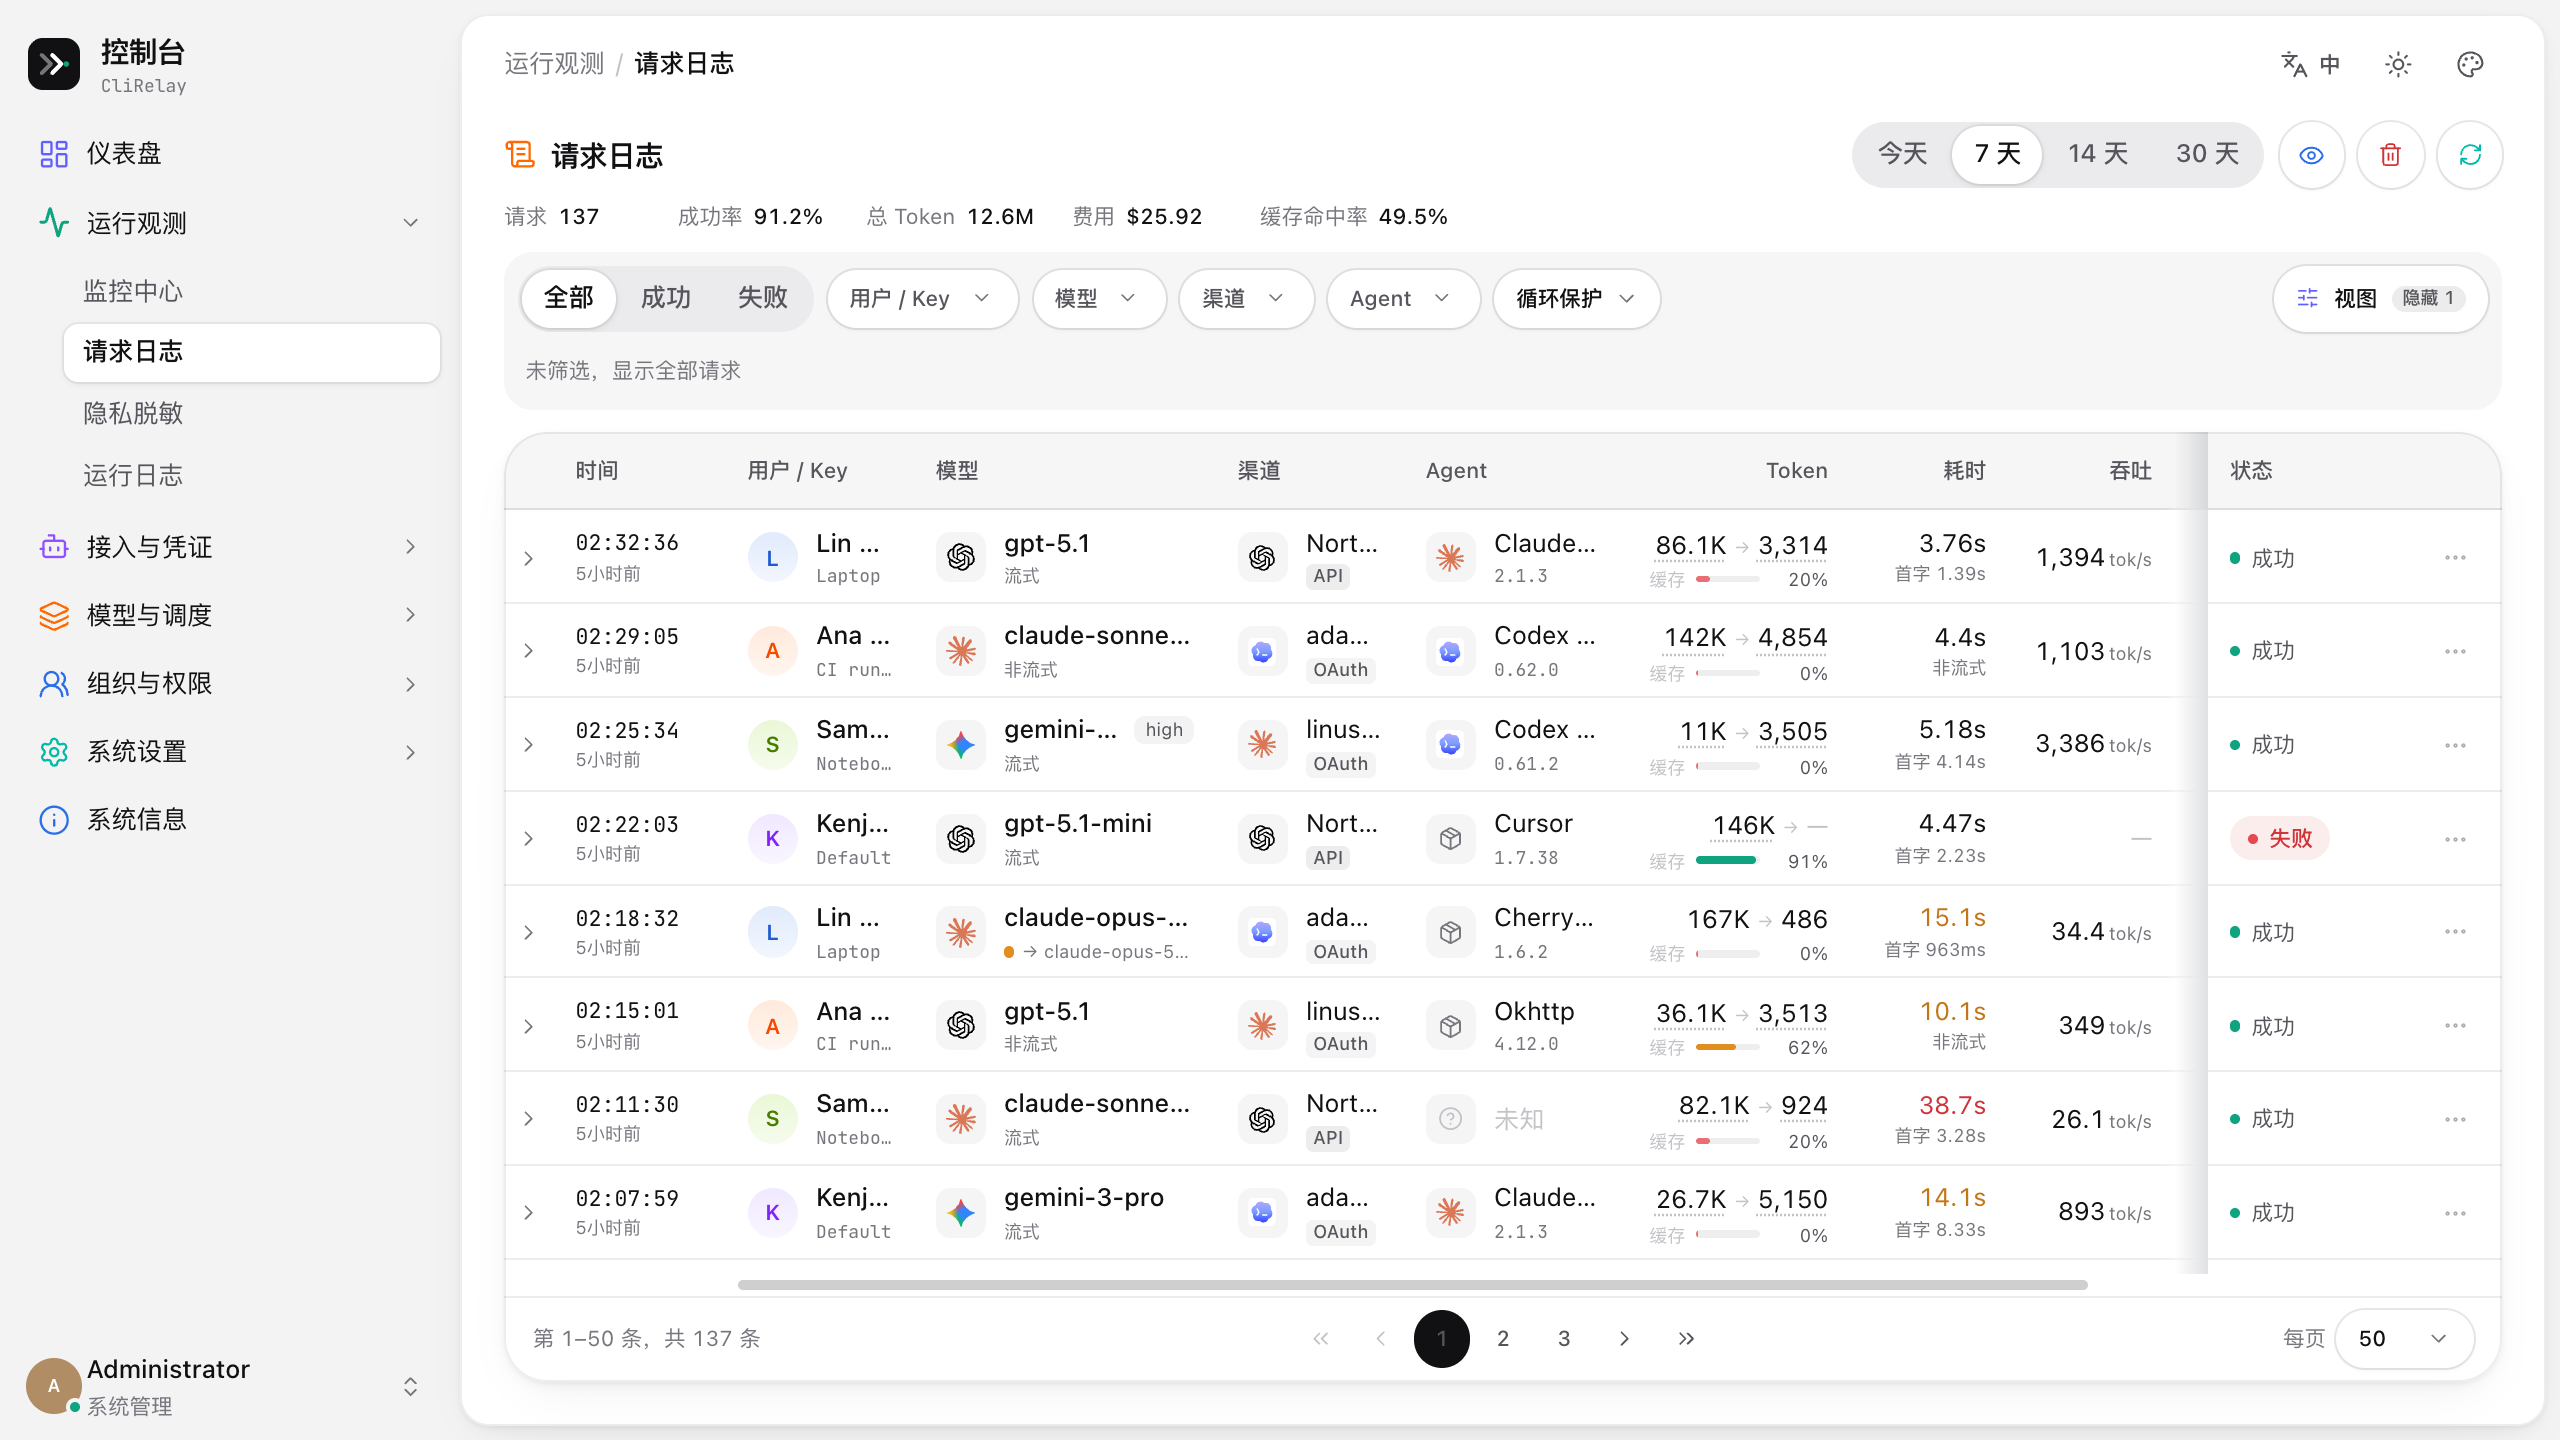 控制台
CliRelay
仪表盘
运行观测
监控中心
请求日志
隐私脱敏
运行日志
接入与凭证
模型与调度
组织与权限
系统设置
系统信息
A
Administrator
系统管理
运行观测 / 请求日志
中
请求日志
今天 7 天 14 天 30 天
请求 137 成功率 91.2% 总 Token 12.6M 费用 $25.92 缓存命中率 49.5%
全部 成功 失败 用户 / Key 模型 渠道 Agent 循环保护 视图 隐藏 1
未筛选，显示全部请求
时间 用户 / Key 模型 渠道 Agent Token 耗时 吞吐 状态
02:32:36 L Lin ... gpt-5.1 Nort... Claude... 86.1K → 3,314 3.76s 1,394 tok/s 成功
5小时前 Laptop 流式 API 2.1.3 缓存 20% 首字 1.39s
02:29:05 A Ana ... claude-sonne... ada... Codex ... 142K → 4,854 4.4s 1,103 tok/s 成功
5小时前 CI run… 非流式 OAuth 0.62.0 缓存 0% 非流式
02:25:34 S Sam... gemini-... high linus... Codex ... 11K → 3,505 5.18s 3,386 tok/s 成功
5小时前 Notebo… 流式 OAuth 0.61.2 缓存 0% 首字 4.14s
02:22:03 K Kenj... gpt-5.1-mini Nort... Cursor 146K → — 4.47s — 失败
5小时前 Default 流式 API 1.7.38 缓存 91% 首字 2.23s
02:18:32 L Lin ... claude-opus-... ada... Cherry... 167K → 486 15.1s 34.4 tok/s 成功
5小时前 Laptop → claude-opus-5... OAuth 1.6.2 缓存 0% 首字 963ms
02:15:01 A Ana ... gpt-5.1 linus... Okhttp 36.1K → 3,513 10.1s 349 tok/s 成功
5小时前 CI run… 非流式 OAuth 4.12.0 缓存 62% 非流式
02:11:30 S Sam... claude-sonne... Nort... 未知 82.1K → 924 38.7s 26.1 tok/s 成功
5小时前 Notebo… 流式 API 缓存 20% 首字 3.28s
02:07:59 K Kenj... gemini-3-pro ada... Claude... 26.7K → 5,150 14.1s 893 tok/s 成功
5小时前 Default 流式 OAuth 2.1.3 缓存 0% 首字 8.33s
第 1–50 条，共 137 条 « ‹ 1 2 3 › » 每页 50